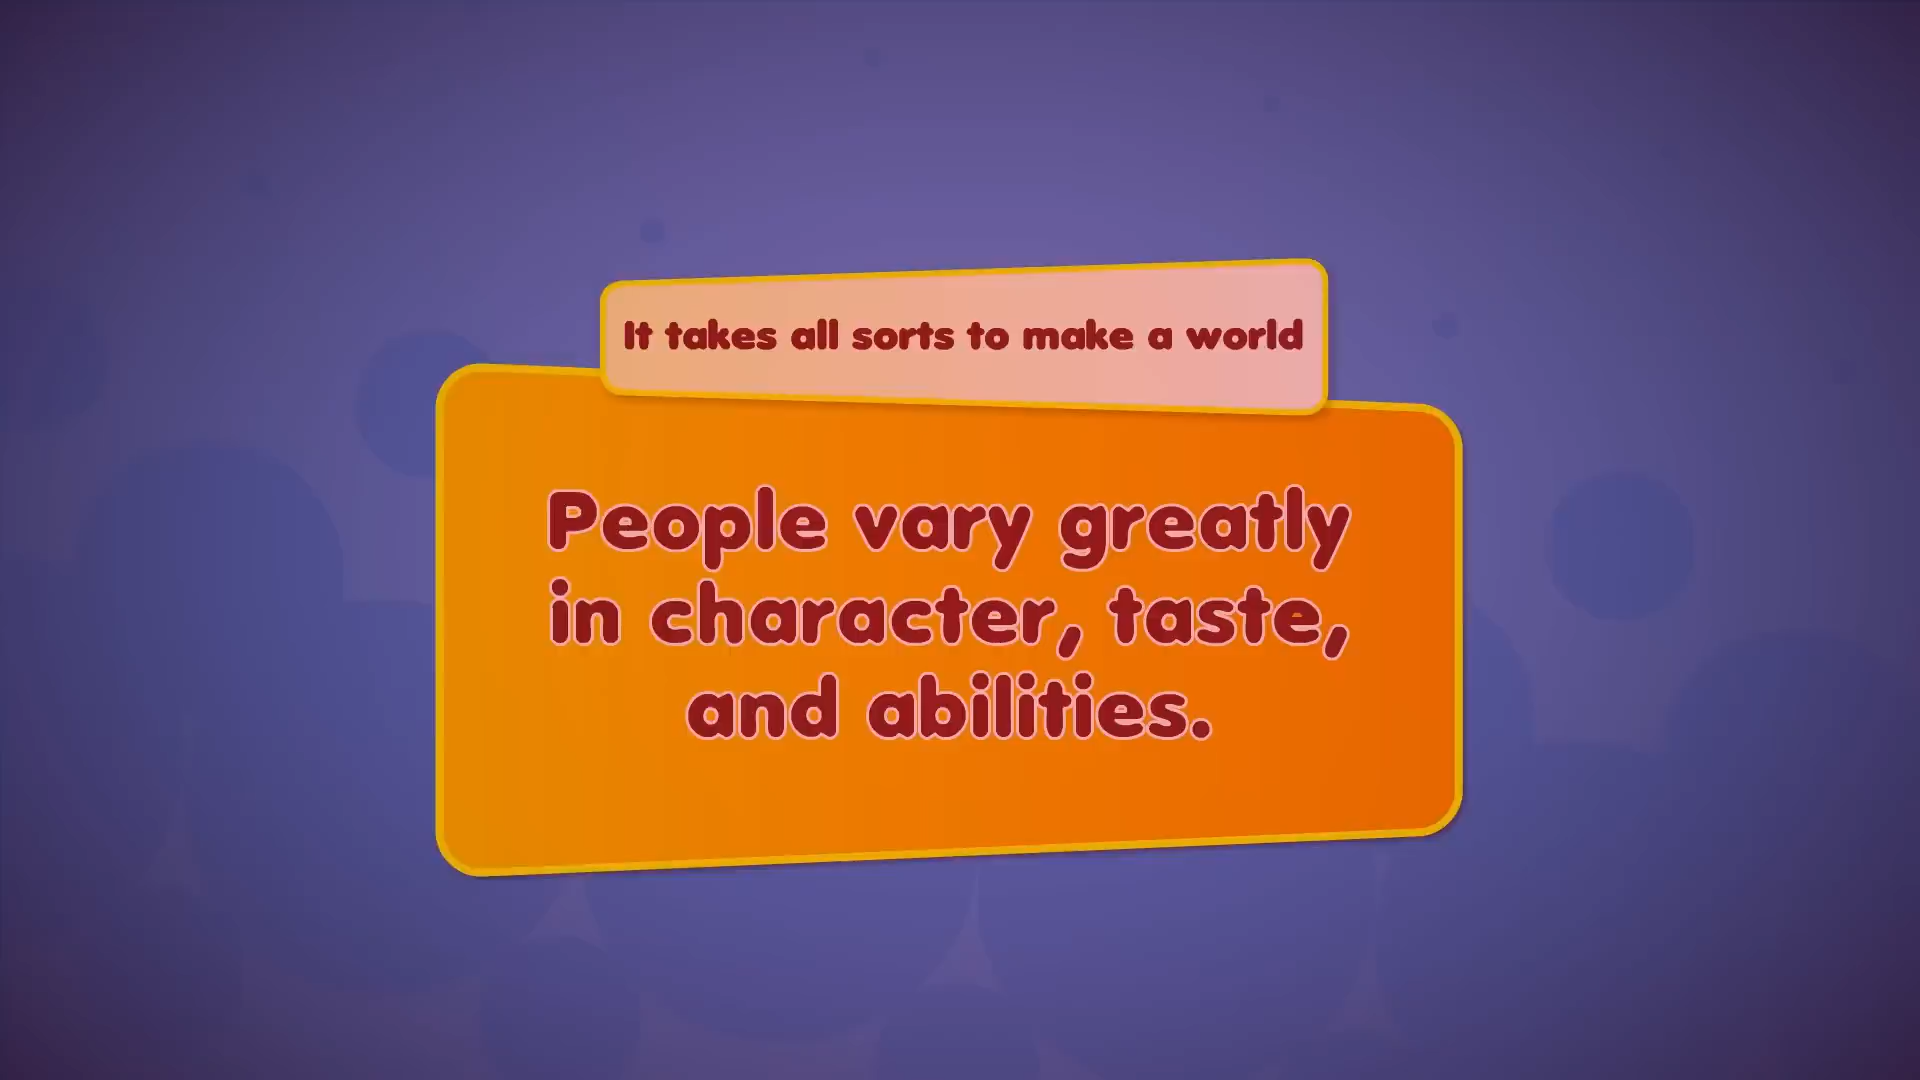 It takes all sorts to make a world
People vary greatly
in character, taste,
and abilities.